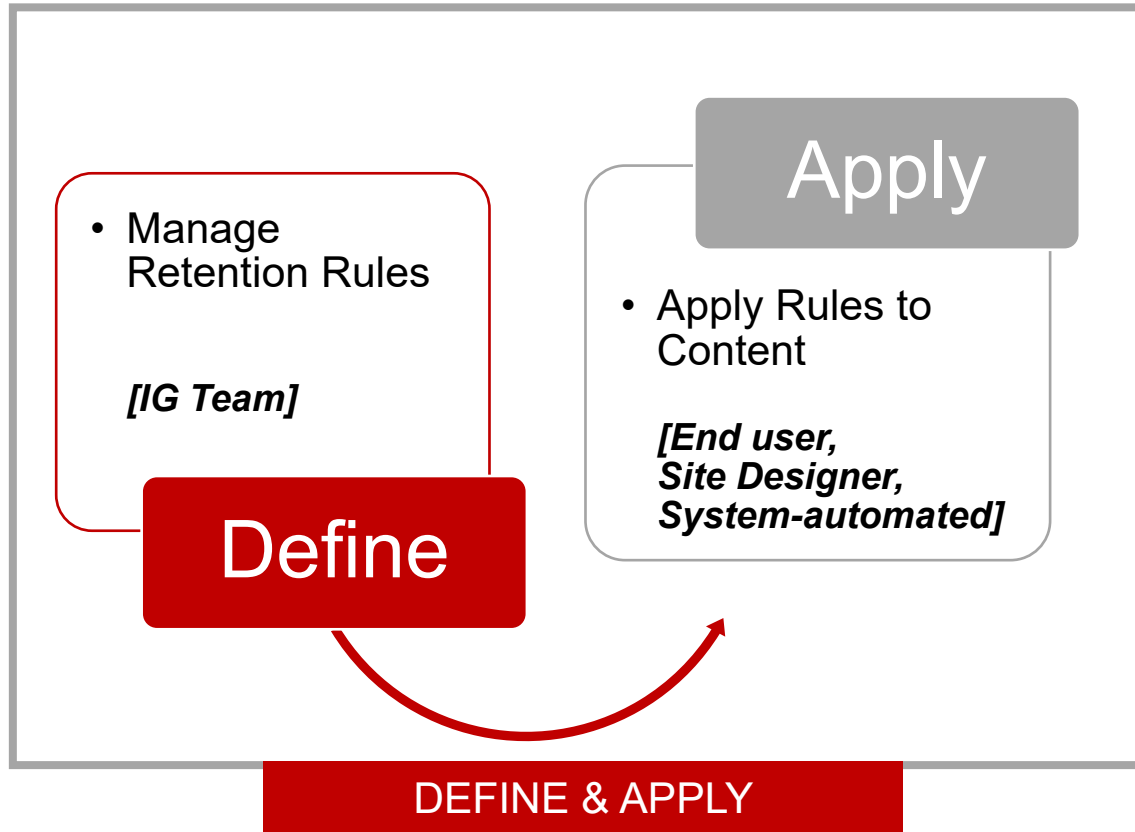 • Manage
Retention Rules
[IG Team]
Define
Apply
• Apply Rules to
Content
[End user,
Site Designer,
System-automated]
DEFINE & APPLY